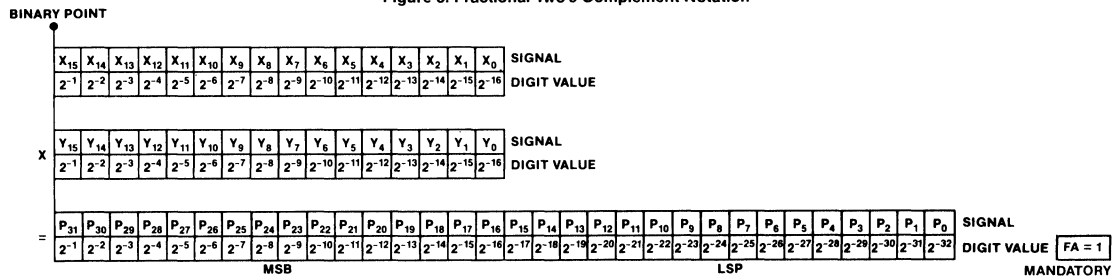 Figure 6. Fractional Two's Complement Notation
BINARY POINT
X15 X14 X13 X12 X11 X10 X9 X8 X7 X6 X5 X4 X3 X2 X1 X0 SIGNAL
2-1 2-2 2-3 2-4 2-5 2-6 2-7 2-8 2-9 2-10 2-11 2-12 2-13 2-14 2-15 2-16 DIGIT VALUE
X Y15 Y14 Y13 Y12 Y11 Y10 Y9 Y8 Y7 Y6 Y5 Y4 Y3 Y2 Y1 Y0 SIGNAL
2-1 2-2 2-3 2-4 2-5 2-6 2-7 2-8 2-9 2-10 2-11 2-12 2-13 2-14 2-15 2-16 DIGIT VALUE
= P31 P30 P29 P28 P27 P26 P25 P24 P23 P22 P21 P20 P19 P18 P17 P16 P15 P14 P13 P12 P11 P10 P9 P8 P7 P6 P5 P4 P3 P2 P1 P0 SIGNAL
2-1 2-2 2-3 2-4 2-5 2-6 2-7 2-8 2-9 2-10 2-11 2-12 2-13 2-14 2-15 2-16 2-17 2-18 2-19 2-20 2-21 2-22 2-23 2-24 2-25 2-26 2-27 2-28 2-29 2-30 2-31 2-32 DIGIT VALUE FA = 1
MSB LSP MANDATORY